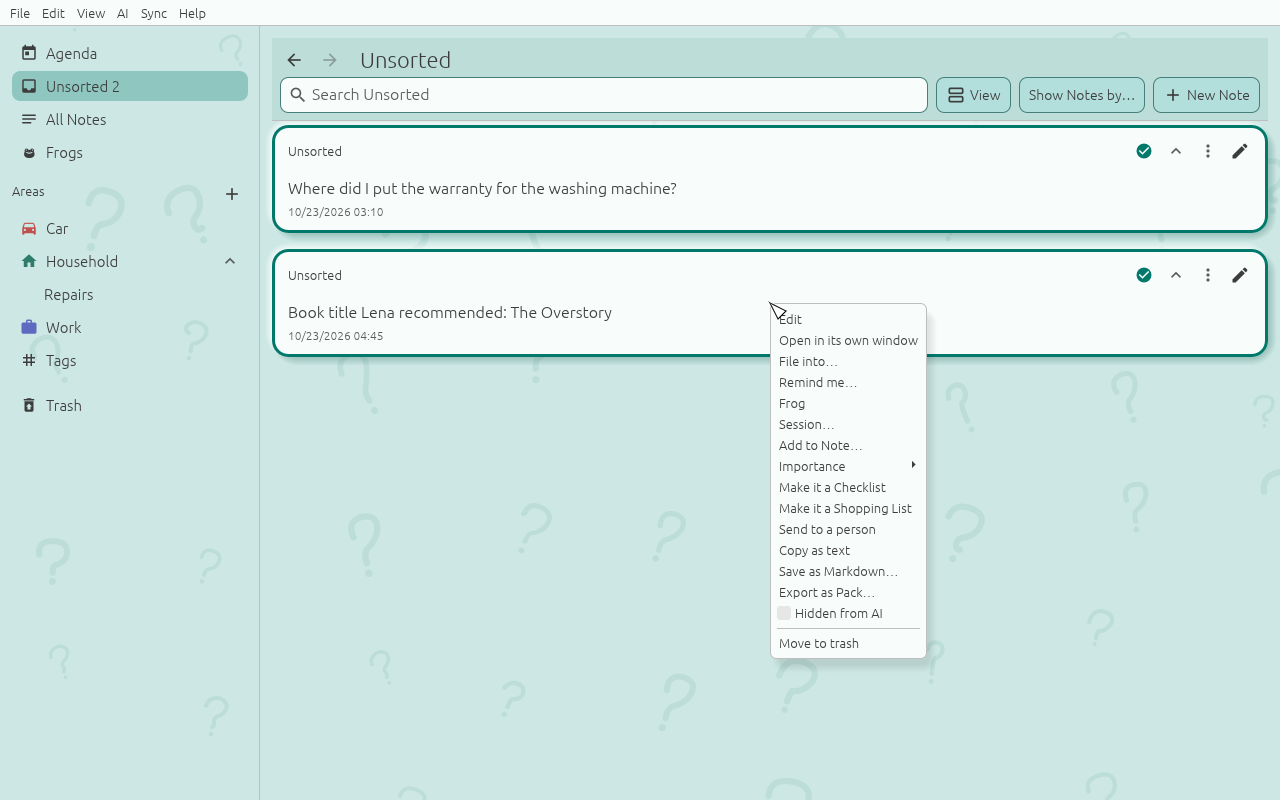 File Edit View AI Sync Help
Agenda
Unsorted 2
All Notes
Frogs
Areas
Car
Household
Repairs
Work
Tags
Trash
Unsorted
Search Unsorted
View
Show Notes by…
New Note
Unsorted
Where did I put the warranty for the washing machine?
10/23/2026 03:10
Unsorted
Book title Lena recommended: The Overstory
10/23/2026 04:45
Edit
Open in its own window
File into…
Remind me…
Frog
Session…
Add to Note…
Importance
Make it a Checklist
Make it a Shopping List
Send to a person
Copy as text
Save as Markdown…
Export as Pack…
Hidden from AI
Move to trash